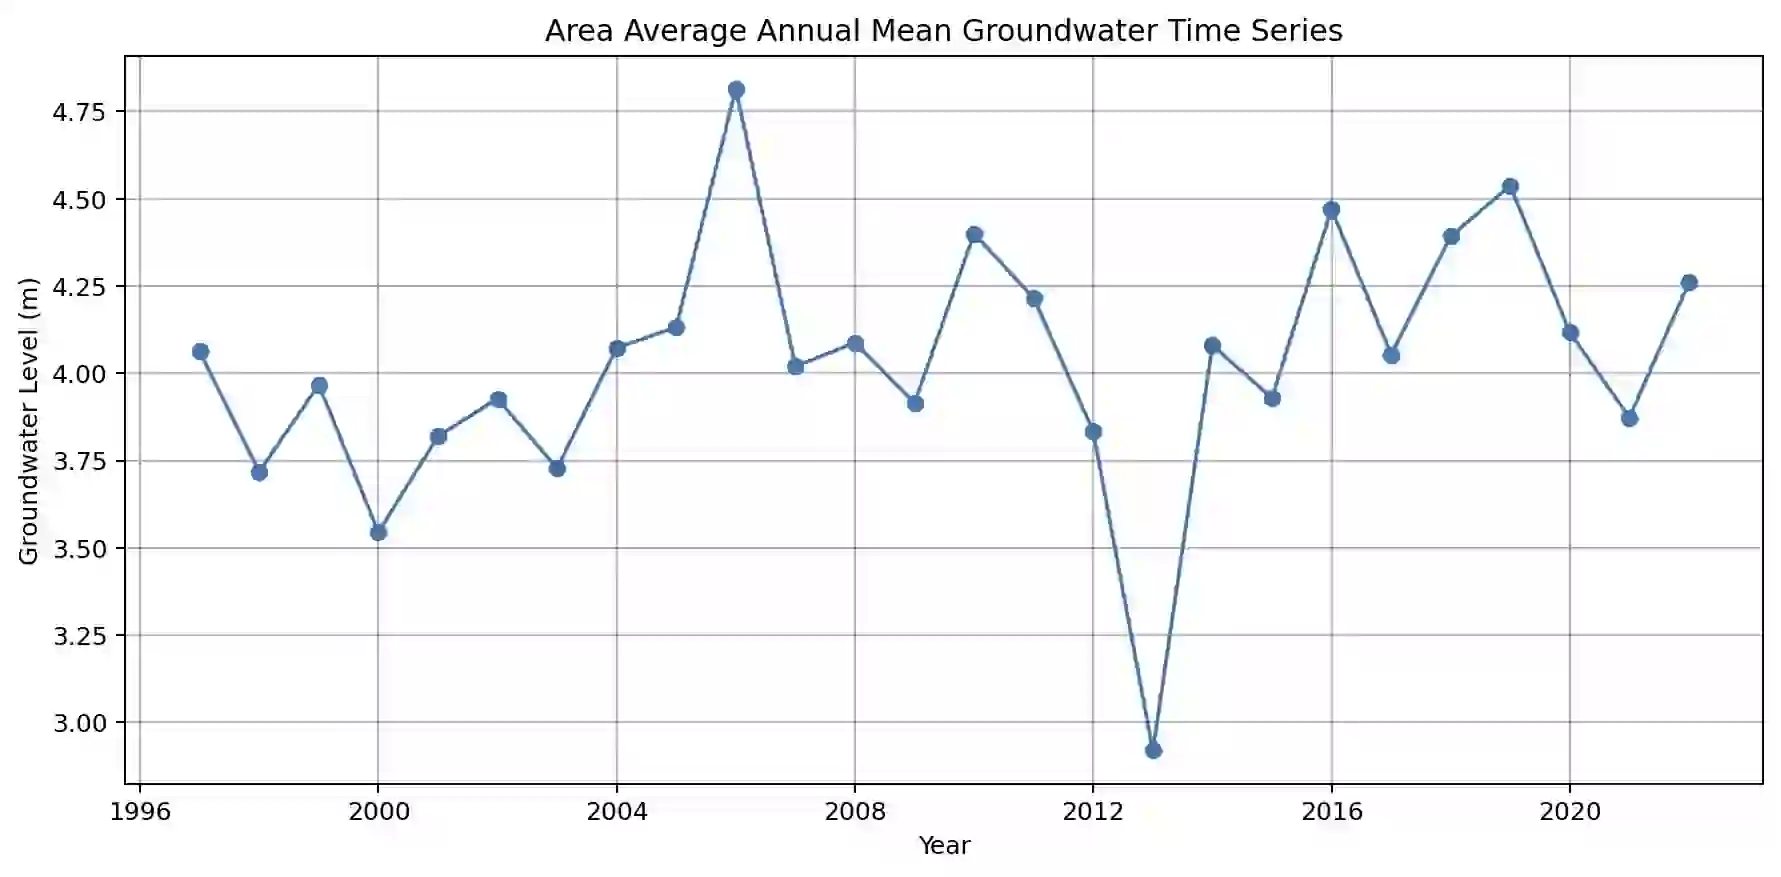 Area Average Annual Mean Groundwater Time Series
Groundwater Level (m)
4.75
4.50
4.25
4.00
3.75
3.50
3.25
3.00
1996 2000 2004 2008 2012 2016 2020
Year